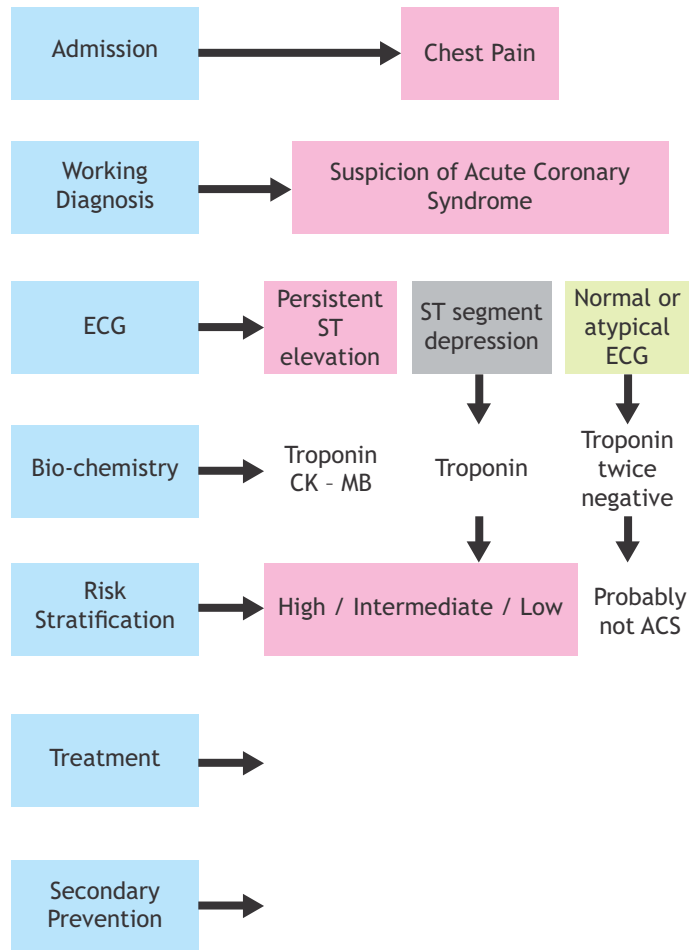 Admission
Chest Pain
Working
Diagnosis
Suspicion of Acute Coronary
Syndrome
ECG
Persistent
ST
elevation
ST segment
depression
Normal or
atypical
ECG
Bio-chemistry
Troponin
CK – MB
Troponin
Troponin
twice
negative
Risk
Stratification
High / Intermediate / Low
Probably
not ACS
Treatment
Secondary
Prevention